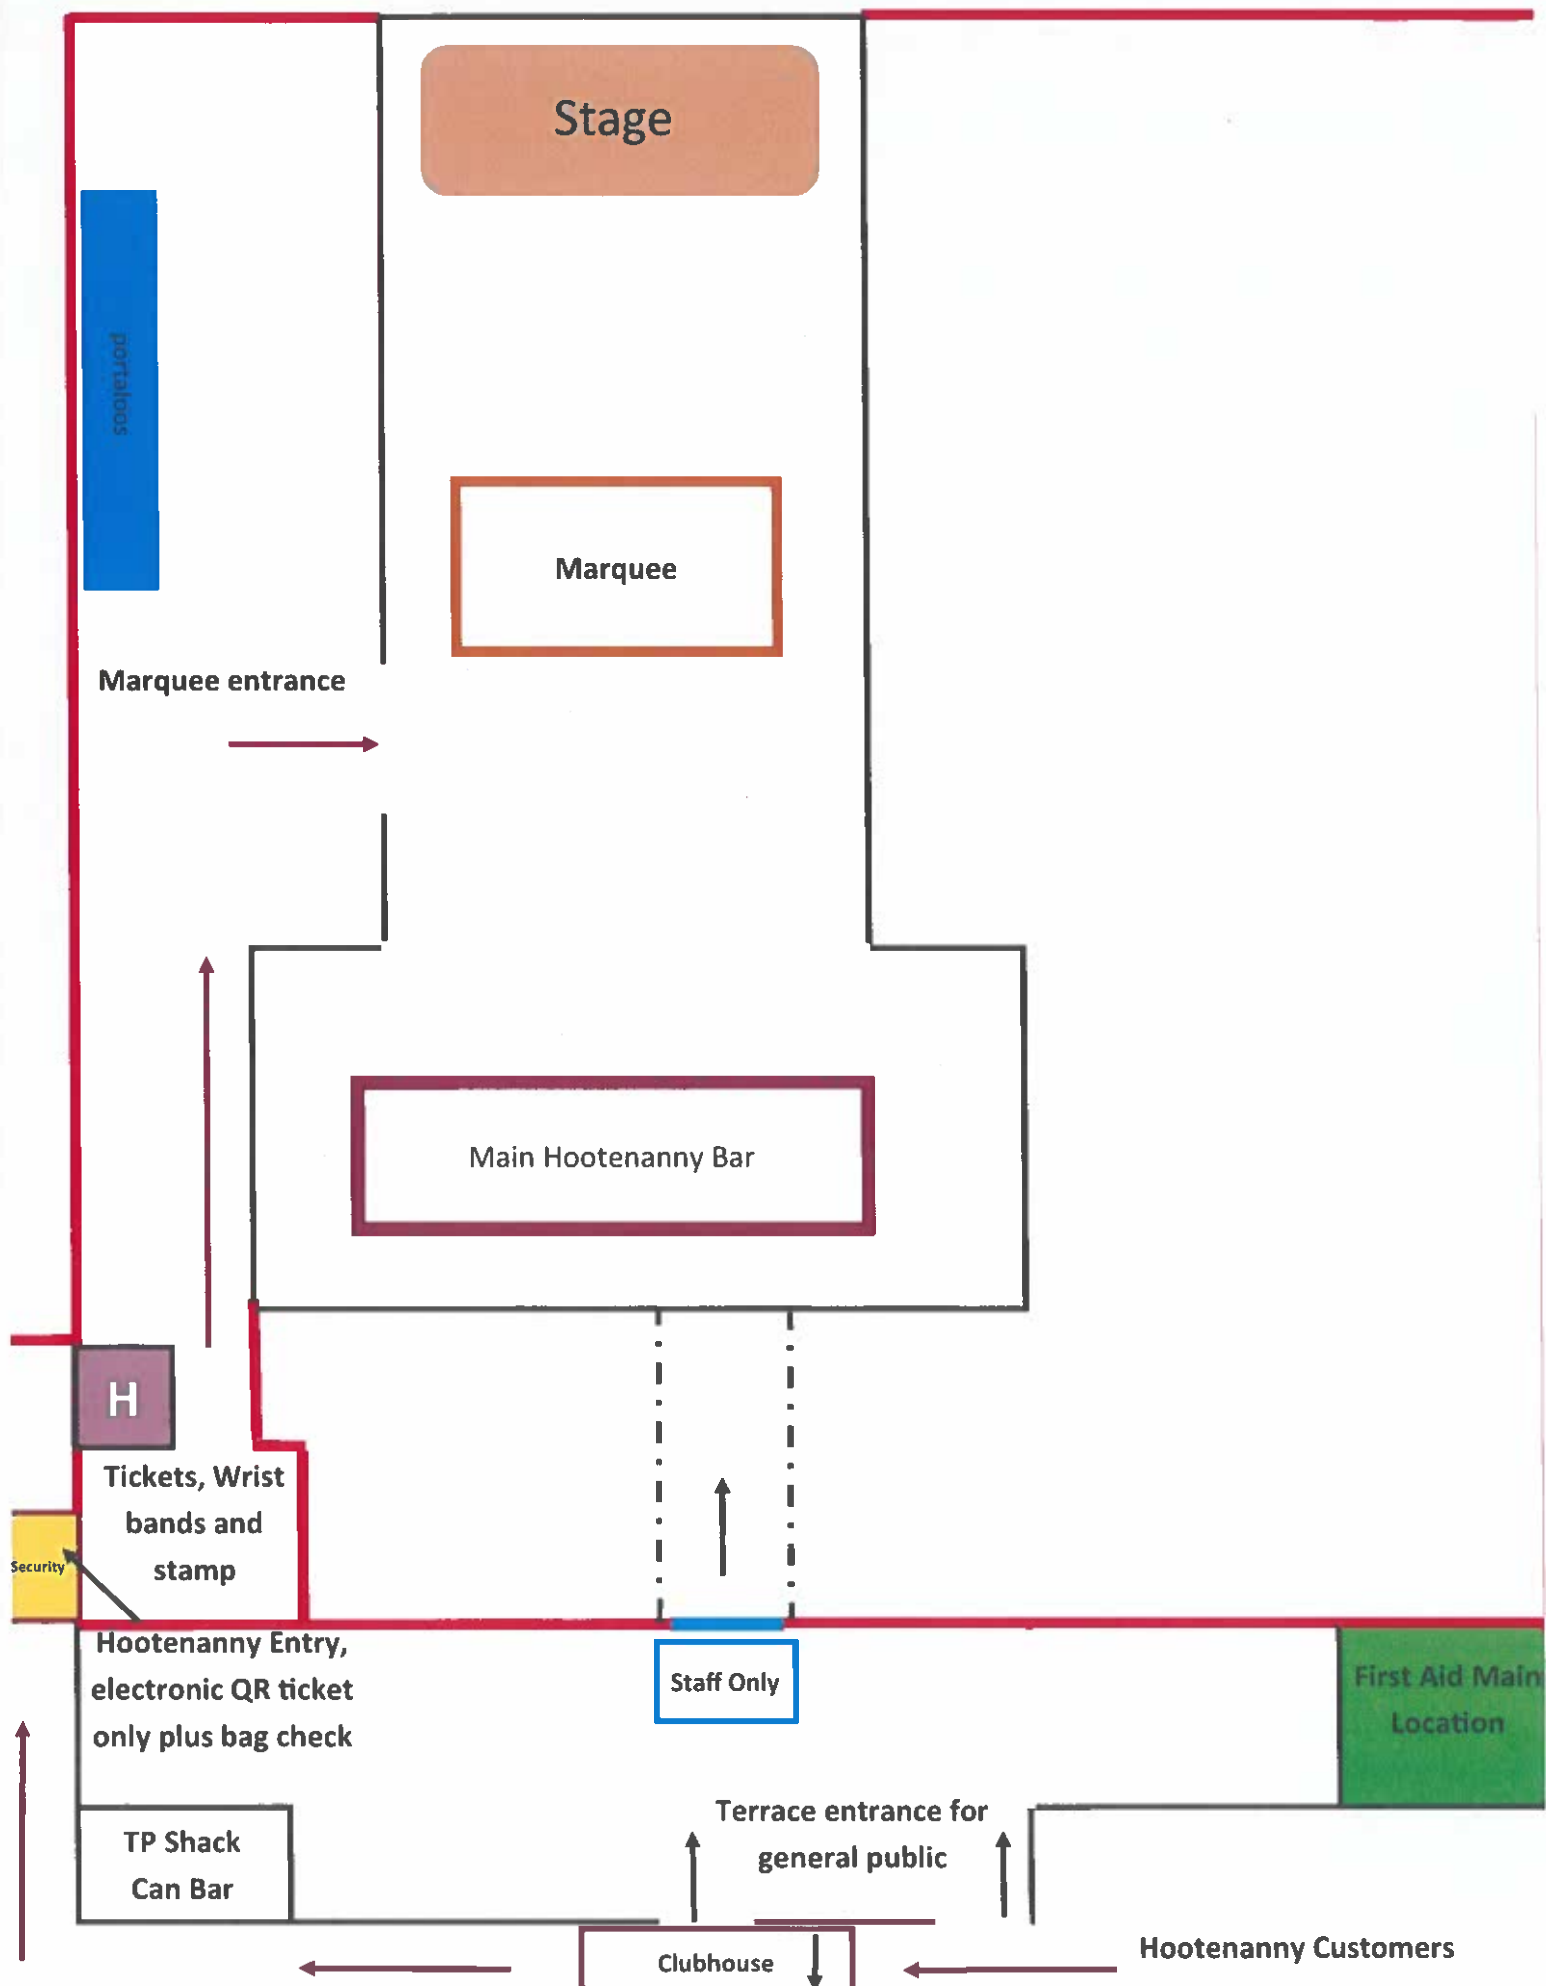 Stage
portaloos
Marquee
Marquee entrance
Main Hootenanny Bar
H
Tickets, Wrist
bands and
stamp
Security
Hootenanny Entry,
electronic QR ticket
only plus bag check
Staff Only
First Aid Main
Location
TP Shack
Can Bar
Terrace entrance for
general public
Clubhouse
Hootenanny Customers